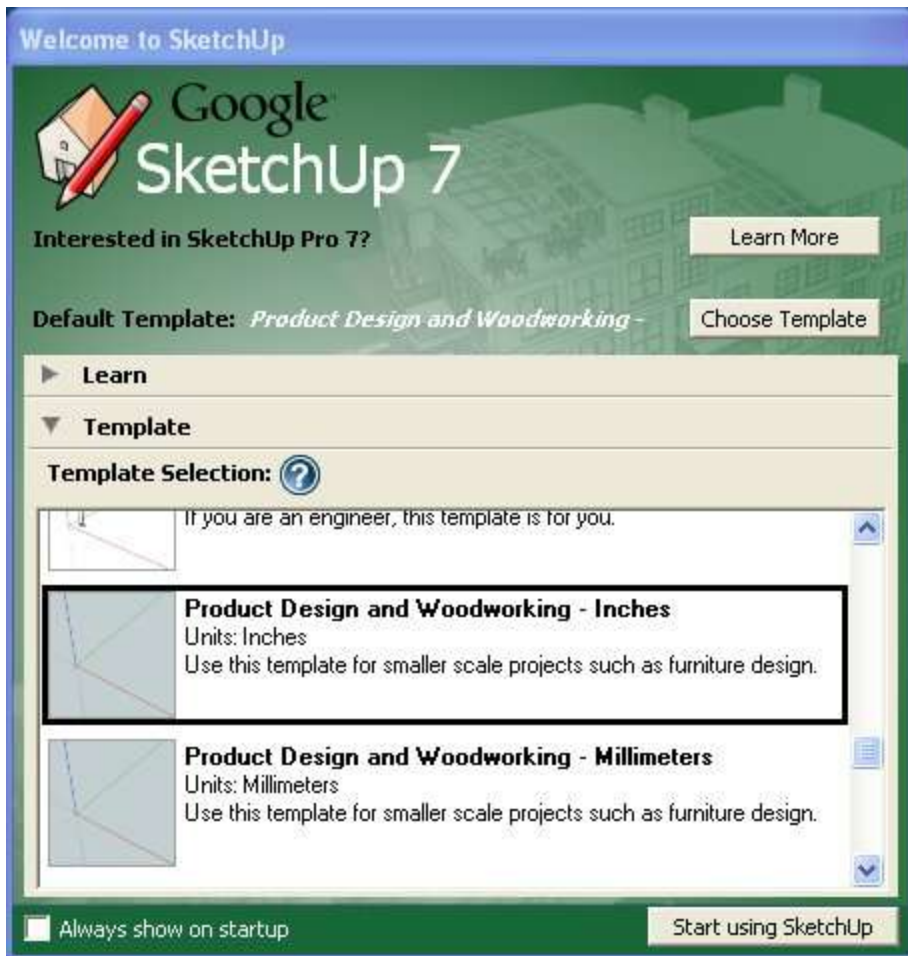 Welcome to SketchUp
Google
SketchUp 7
Interested in SketchUp Pro 7?
Learn More
Default Template: Product Design and Woodworking -
Choose Template
Learn
Template
Template Selection: ?
If you are an engineer, this template is for you.
Product Design and Woodworking - Inches
Units: Inches
Use this template for smaller scale projects such as furniture design.
Product Design and Woodworking - Millimeters
Units: Millimeters
Use this template for smaller scale projects such as furniture design.
Always show on startup
Start using SketchUp